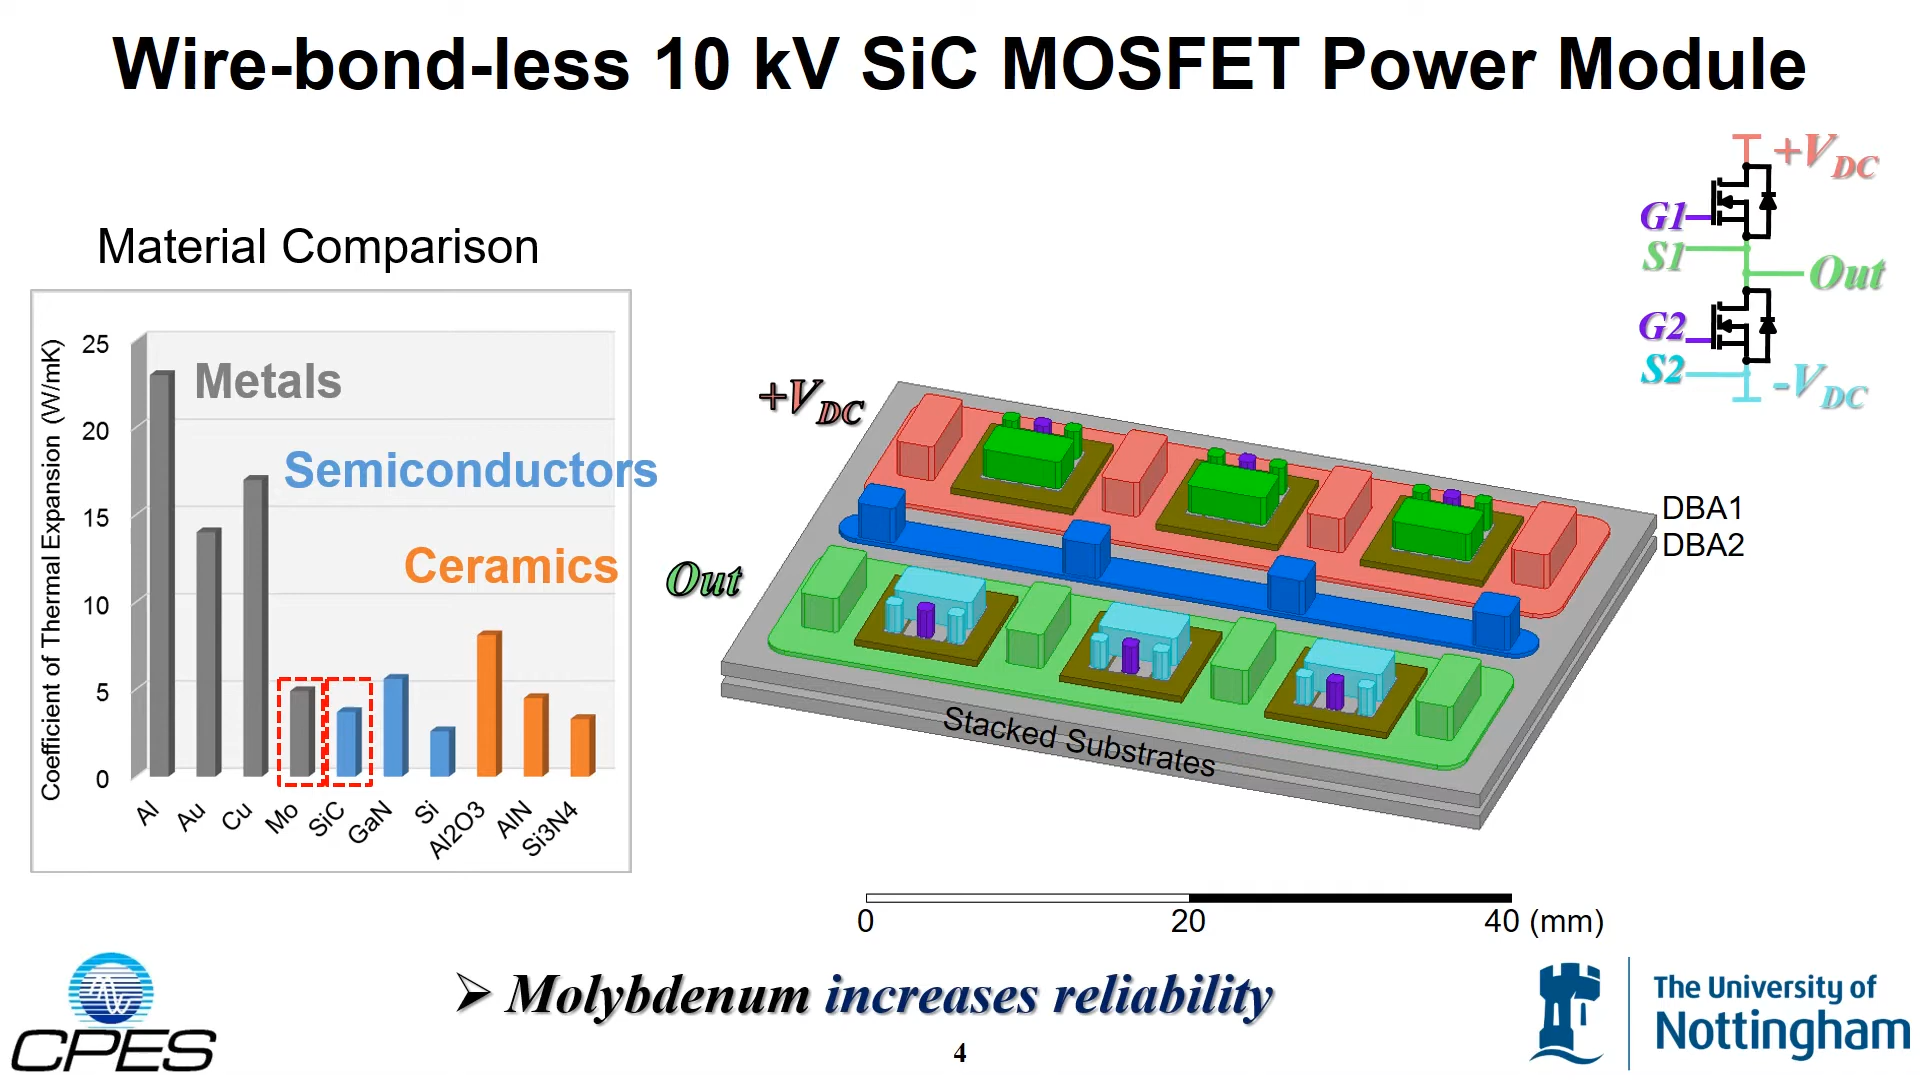 Wire-bond-less 10 kV SiC MOSFET Power Module
+VDC
G1
S1
Out
G2
S2
-VDC
Material Comparison
Coefficient of Thermal Expansion (W/mK)
25
20
15
10
5
0
Metals
Semiconductors
Ceramics
Al
Au
Cu
Mo
SiC
GaN
Si
Al2O3
AlN
Si3N4
+VDC
Out
DBA1
DBA2
Stacked Substrates
0 20 40 (mm)
➢ Molybdenum increases reliability
CPES
4
The University of
Nottingham